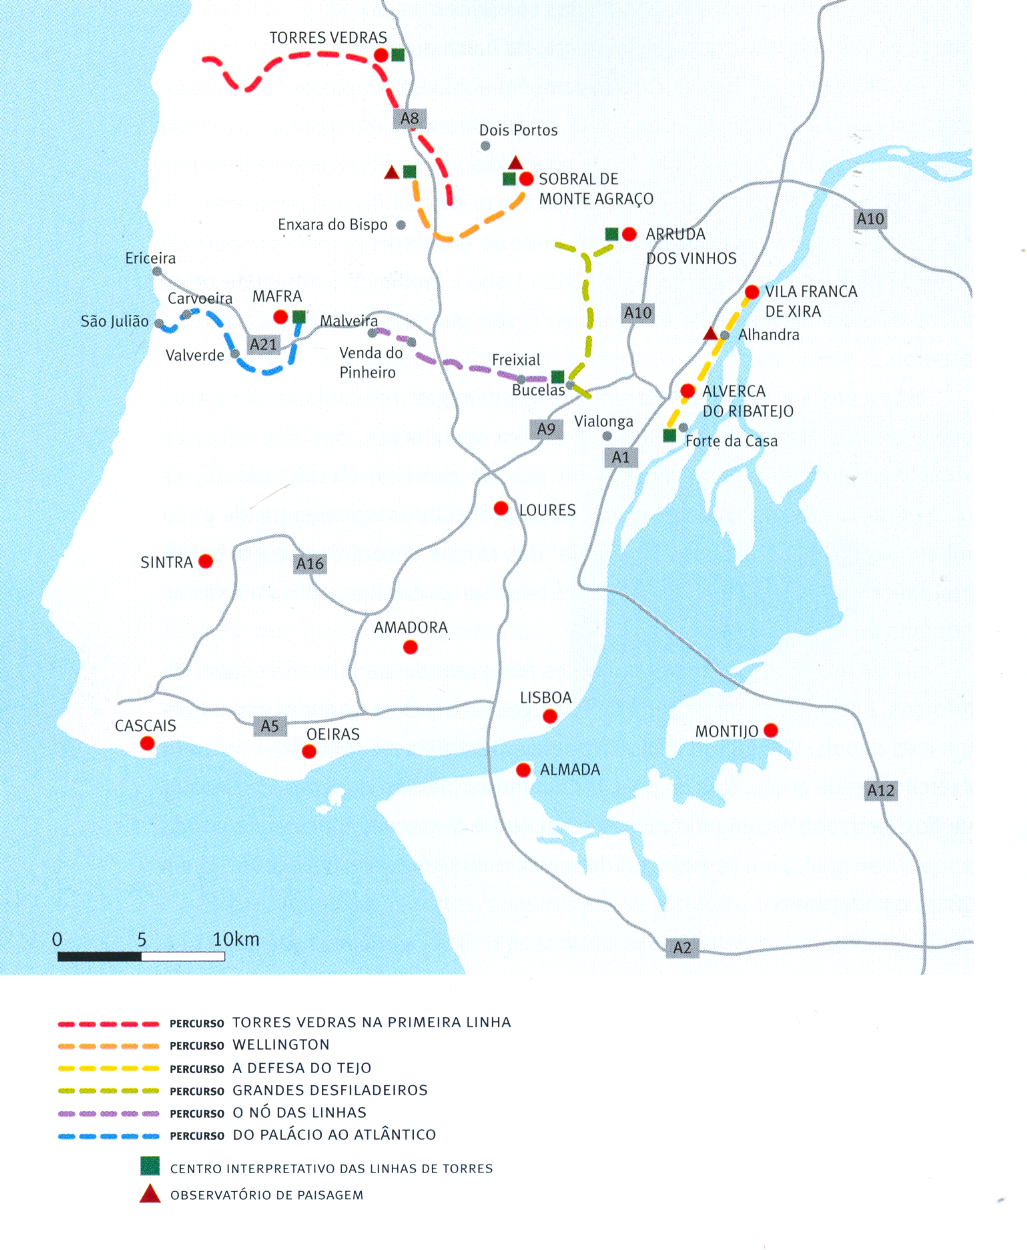 TORRES VEDRAS
A8
Dois Portos
SOBRAL DE
MONTE AGRAÇO
A10
Enxara do Bispo
ARRUDA
DOS VINHOS
Ericeira
VILA FRANCA
DE XIRA
Carvoeira
MAFRA
A10
São Julião
Malveira
Alhandra
A21
Valverde
Venda do
Pinheiro
Freixial
Bucelas
ALVERCA
DO RIBATEJO
Vialonga
A9
Forte da Casa
A1
LOURES
SINTRA
A16
AMADORA
LISBOA
CASCAIS
A5
OEIRAS
MONTIJO
ALMADA
A12
0 5 10km
A2
PERCURSO TORRES VEDRAS NA PRIMEIRA LINHA
PERCURSO WELLINGTON
PERCURSO A DEFESA DO TEJO
PERCURSO GRANDES DESFILADEIROS
PERCURSO O NÓ DAS LINHAS
PERCURSO DO PALÁCIO AO ATLÂNTICO
CENTRO INTERPRETATIVO DAS LINHAS DE TORRES
OBSERVATÓRIO DE PAISAGEM